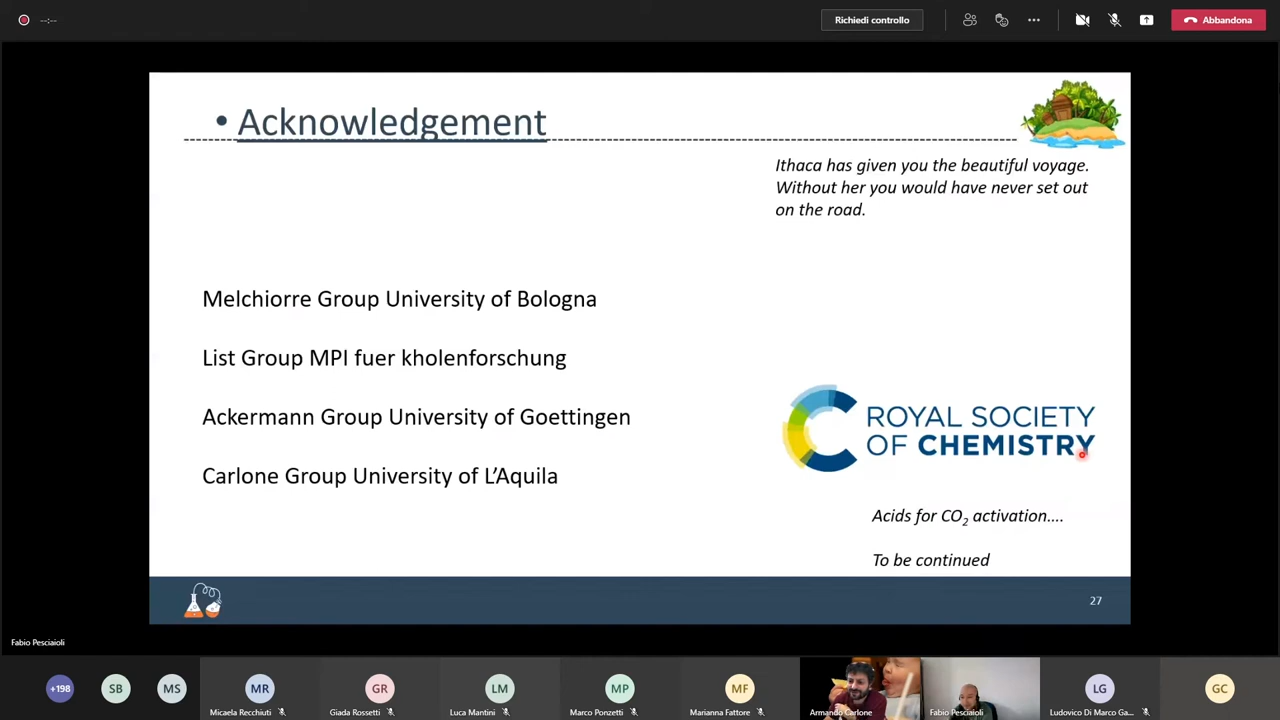 --:--
Richiedi controllo
Abbandona
• Acknowledgement
Ithaca has given you the beautiful voyage.
Without her you would have never set out
on the road.
Melchiorre Group University of Bologna
List Group MPI fuer kholenforschung
Ackermann Group University of Goettingen
Carlone Group University of L’Aquila
ROYAL SOCIETY
OF CHEMISTRY
Acids for CO2 activation....
To be continued
27
Fabio Pesciaioli
+198
SB
MS
MR
GR
LM
MP
MF
LG
GC
Micaela Recchiuti
Giada Rossetti
Luca Mantini
Marco Ponzetti
Marianna Fattore
Armando Carlone
Fabio Pesciaioli
Ludovico Di Marco Ga...